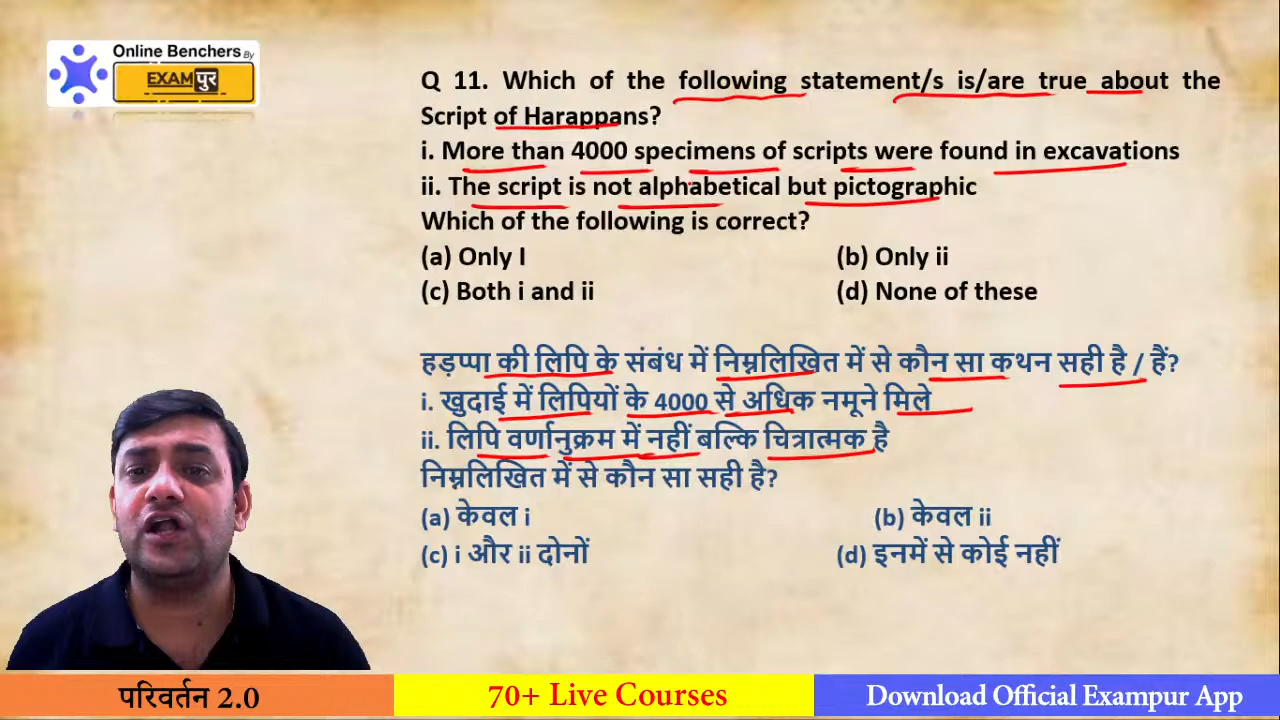 Online Benchers By
EXAMपुर
Q 11. Which of the following statement/s is/are true about the
Script of Harappans?
i. More than 4000 specimens of scripts were found in excavations
ii. The script is not alphabetical but pictographic
Which of the following is correct?
(a) Only I (b) Only ii
(c) Both i and ii (d) None of these
हड़प्पा की लिपि के संबंध में निम्नलिखित में से कौन सा कथन सही है / हैं?
i. खुदाई में लिपियों के 4000 से अधिक नमूने मिले
ii. लिपि वर्णानुक्रम में नहीं बल्कि चित्रात्मक है
निम्नलिखित में से कौन सा सही है?
(a) केवल i (b) केवल ii
(c) i और ii दोनों (d) इनमें से कोई नहीं
परिवर्तन 2.0 70+ Live Courses Download Official Exampur App